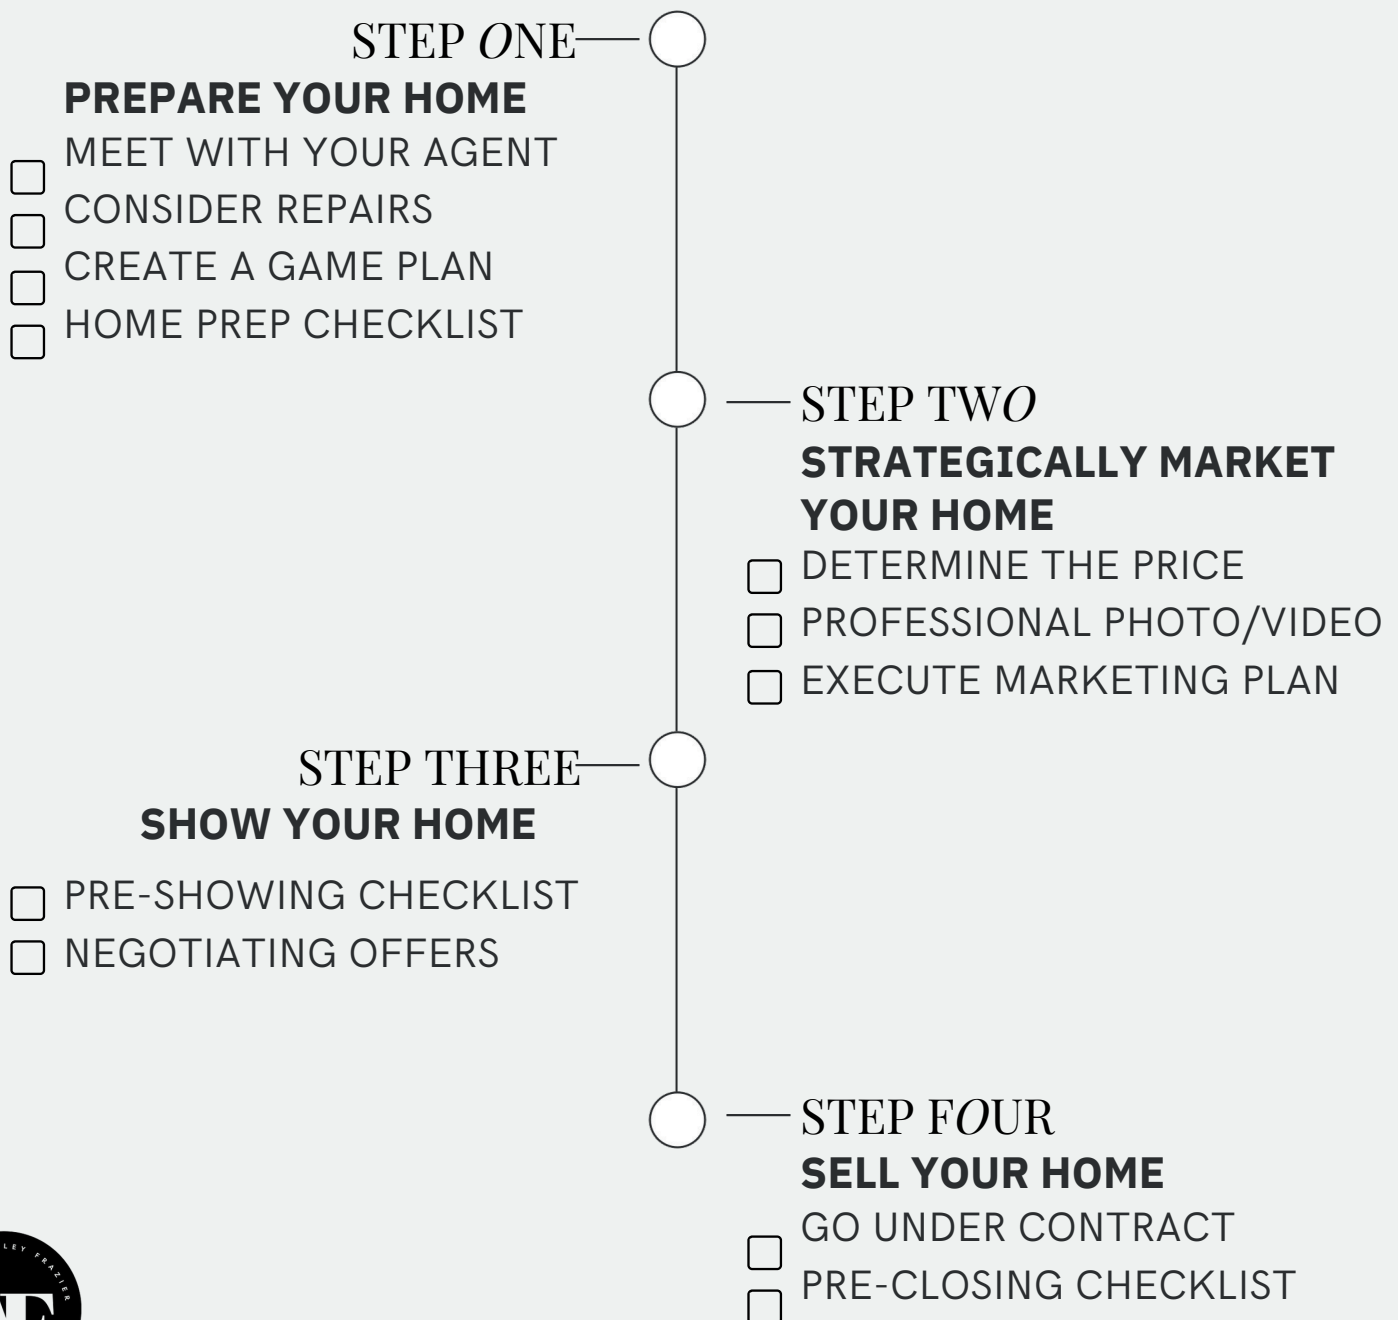 STEP ONE
PREPARE YOUR HOME
MEET WITH YOUR AGENT
CONSIDER REPAIRS
CREATE A GAME PLAN
HOME PREP CHECKLIST
STEP TWO
STRATEGICALLY MARKET
YOUR HOME
DETERMINE THE PRICE
PROFESSIONAL PHOTO/VIDEO
EXECUTE MARKETING PLAN
STEP THREE
SHOW YOUR HOME
PRE-SHOWING CHECKLIST
NEGOTIATING OFFERS
STEP FOUR
SELL YOUR HOME
GO UNDER CONTRACT
PRE-CLOSING CHECKLIST
FRAZIER